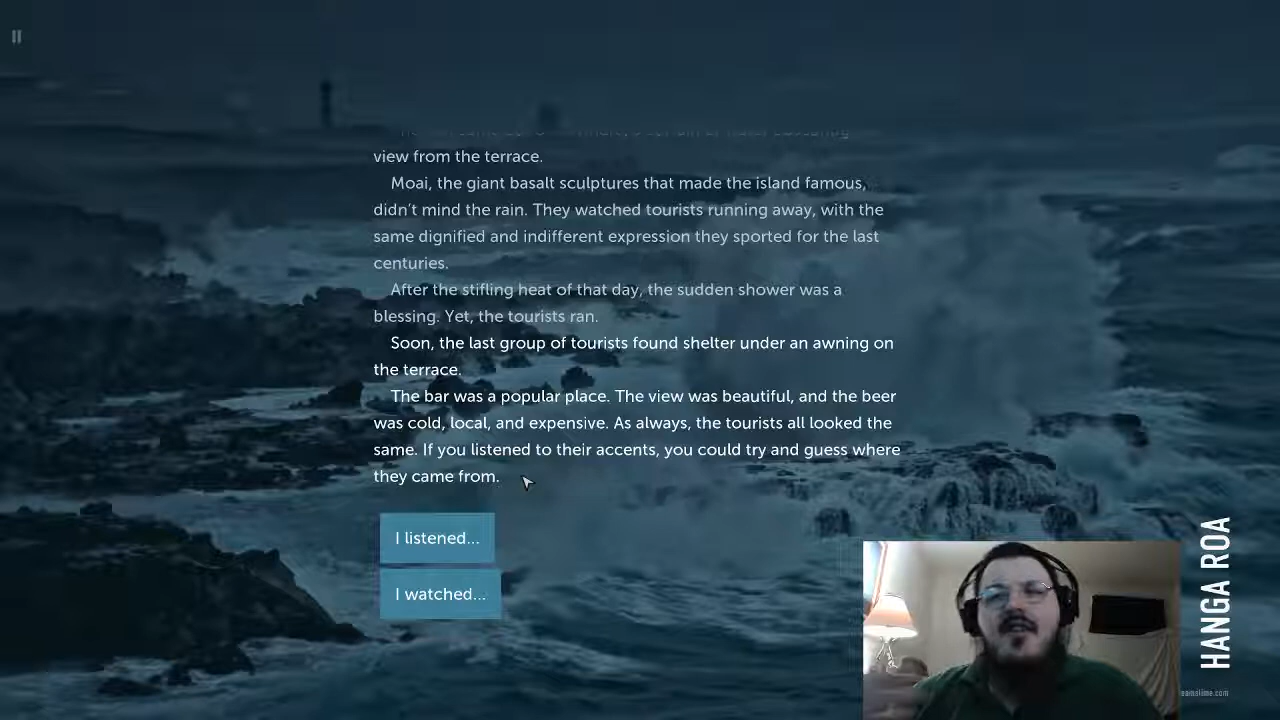 view from the terrace.
Moai, the giant basalt sculptures that made the island famous,
didn’t mind the rain. They watched tourists running away, with the
same dignified and indifferent expression they sported for the last
centuries.
After the stifling heat of that day, the sudden shower was a
blessing. Yet, the tourists ran.
Soon, the last group of tourists found shelter under an awning on
the terrace.
The bar was a popular place. The view was beautiful, and the beer
was cold, local, and expensive. As always, the tourists all looked the
same. If you listened to their accents, you could try and guess where
they came from.
I listened...
I watched...
HANGA ROA